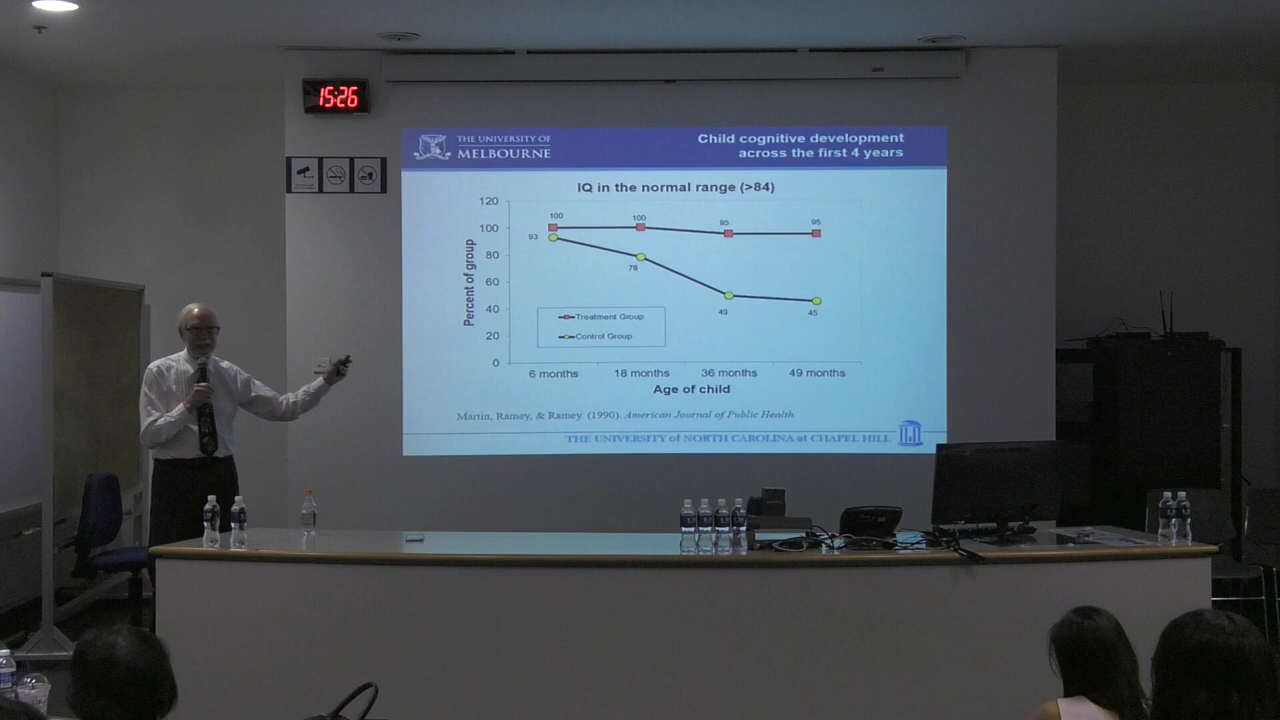 15:26
THE UNIVERSITY OF
MELBOURNE
Child cognitive development
across the first 4 years
IQ in the normal range (>84)
Percent of group
120
100
80
60
40
20
0
100
100
95
95
93
78
49
45
Treatment Group
Control Group
6 months
18 months
36 months
49 months
Age of child
Martin, Ramey, & Ramey. (1990). American Journal of Public Health
THE UNIVERSITY of NORTH CAROLINA at CHAPEL HILL